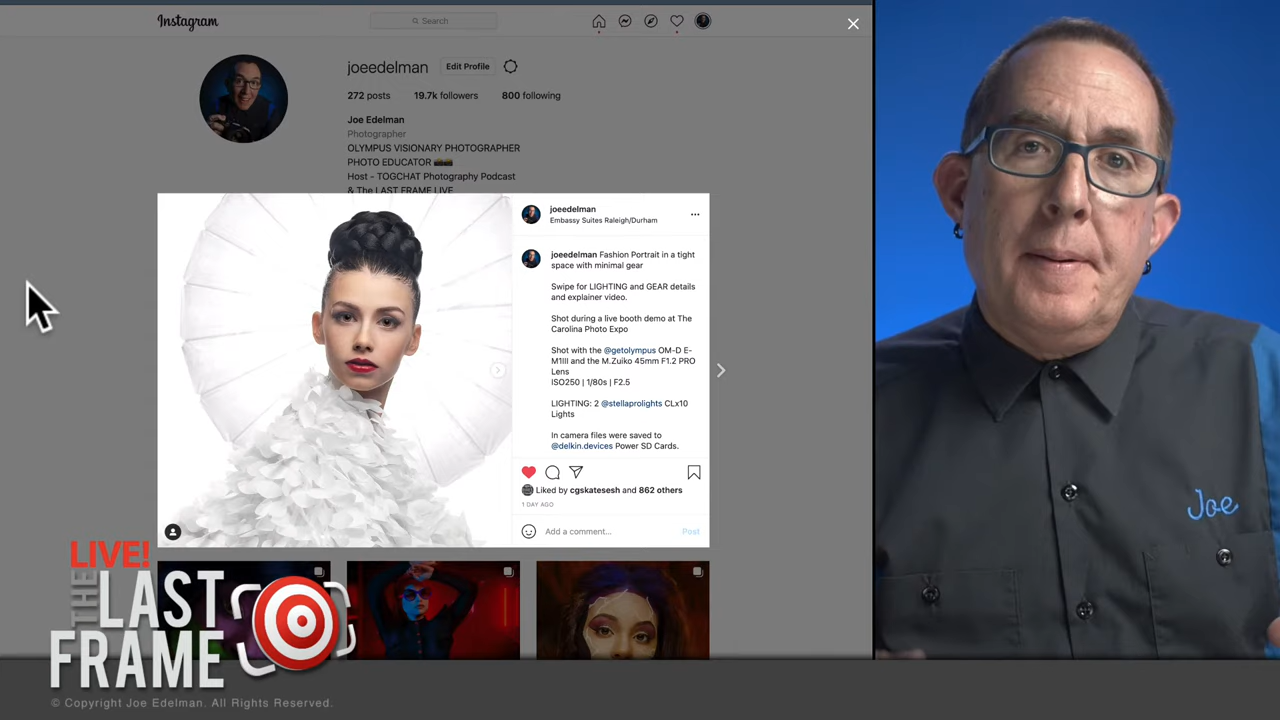 Instagram
Search
joeedelman
Edit Profile
272 posts
19.7k followers
800 following
Joe Edelman
Photographer
OLYMPUS VISIONARY PHOTOGRAPHER
PHOTO EDUCATOR
Host - TOGCHAT Photography Podcast
& The LAST FRAME LIVE
joeedelman
Embassy Suites Raleigh/Durham
joeedelman Fashion Portrait in a tight
space with minimal gear
Swipe for LIGHTING and GEAR details
and explainer video.
Shot during a live booth demo at The
Carolina Photo Expo
Shot with the @getolympus OM-D E-
M1III and the M.Zuiko 45mm F1.2 PRO
Lens
ISO250 | 1/80s | F2.5
LIGHTING: 2 @stellaprolights CLx10
Lights
In camera files were saved to
@delkin.devices Power SD Cards.
Liked by cgskatesesh and 862 others
1 DAY AGO
Add a comment...
Post
Joe
LIVE!
THE
LAST
FRAME
© Copyright Joe Edelman. All Rights Reserved.